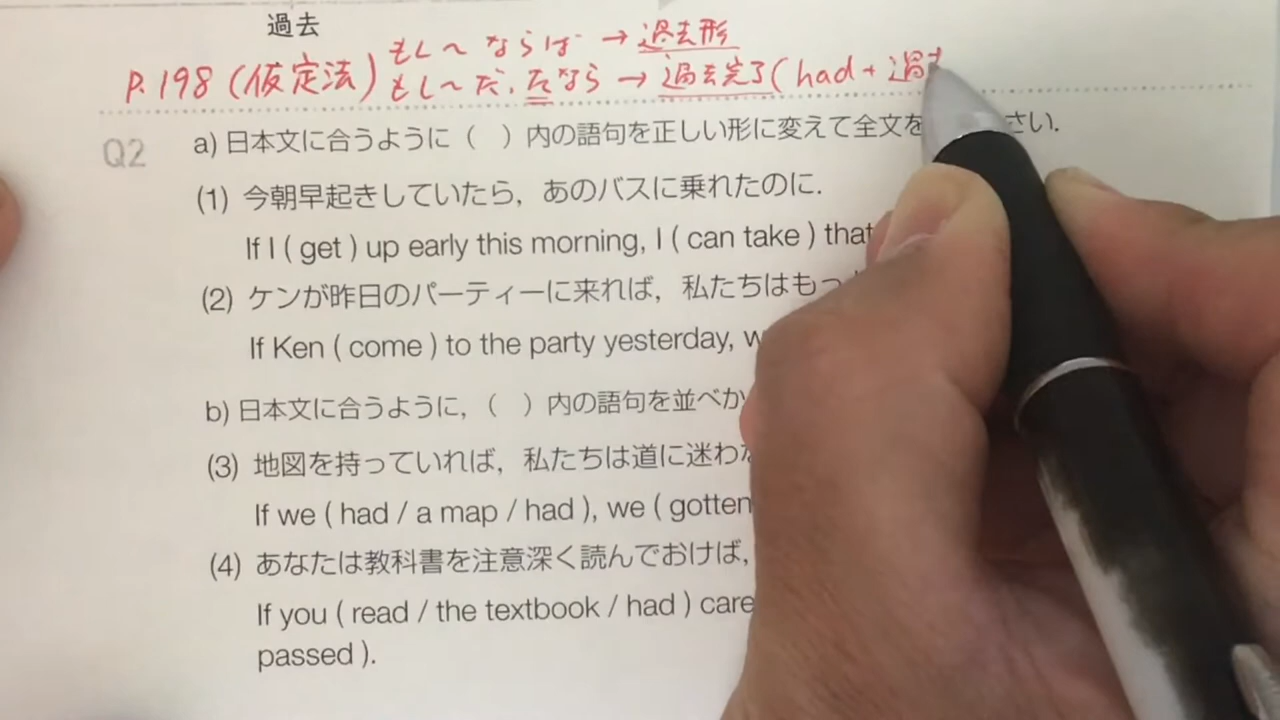 過去
もし〜ならば → 過去形
P.198 (仮定法) もし〜だったなら → 過去完了(had + 過
Q2 a) 日本文に合うように（ ）内の語句を正しい形に変えて全文を さい.
(1) 今朝早起きしていたら，あのバスに乗れたのに.
If I ( get ) up early this morning, I ( can take ) that
(2) ケンが昨日のパーティーに来れば，私たちはもっ
If Ken ( come ) to the party yesterday, w
b) 日本文に合うように，（ ）内の語句を並べか
(3) 地図を持っていれば，私たちは道に迷わな
If we ( had / a map / had ), we ( gotten
(4) あなたは教科書を注意深く読んでおけば，
If you ( read / the textbook / had ) care
passed ).